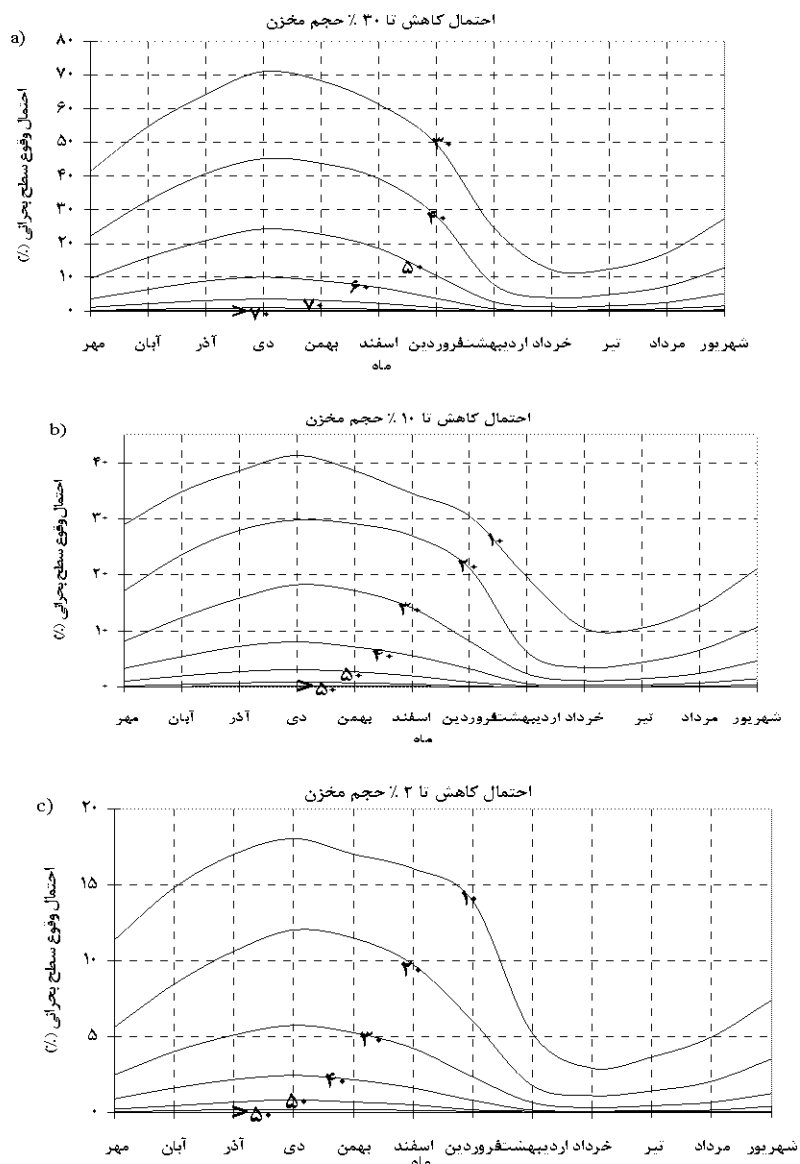 a)
احتمال کاهش تا ۳۰ % حجم مخزن
احتمال وقوع سطح بحرانی (%)
۸۰
۷۰
۶۰
۵۰
۴۰
۳۰
۲۰
۱۰
۰
۳۰
۴۰
۵۰
۶۰
۷۰
>۷۰
مهر آبان آذر دی بهمن اسفند فروردین اردیبهشت خرداد تیر مرداد شهریور
ماه
b)
احتمال کاهش تا ۱۰ % حجم مخزن
احتمال وقوع سطح بحرانی (%)
۴۰
۳۰
۲۰
۱۰
۰
۱۰
۲۰
۳۰
۴۰
۵۰
>۵۰
مهر آبان آذر دی بهمن اسفند فروردین اردیبهشت خرداد تیر مرداد شهریور
ماه
c)
احتمال کاهش تا ۲ % حجم مخزن
احتمال وقوع سطح بحرانی (%)
۲۰
۱۵
۱۰
۵
۰
۱۰
۲۰
۳۰
۴۰
۵۰
>۵۰
مهر آبان آذر دی بهمن اسفند فروردین اردیبهشت خرداد تیر مرداد شهریور
ماه